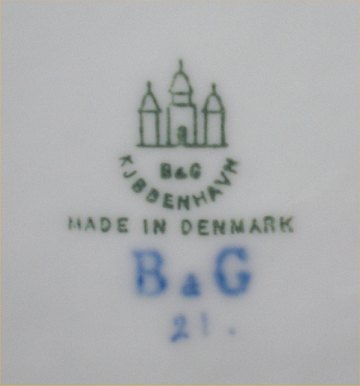 B&G
KJØBENHAVN
MADE IN DENMARK
B & G
21.